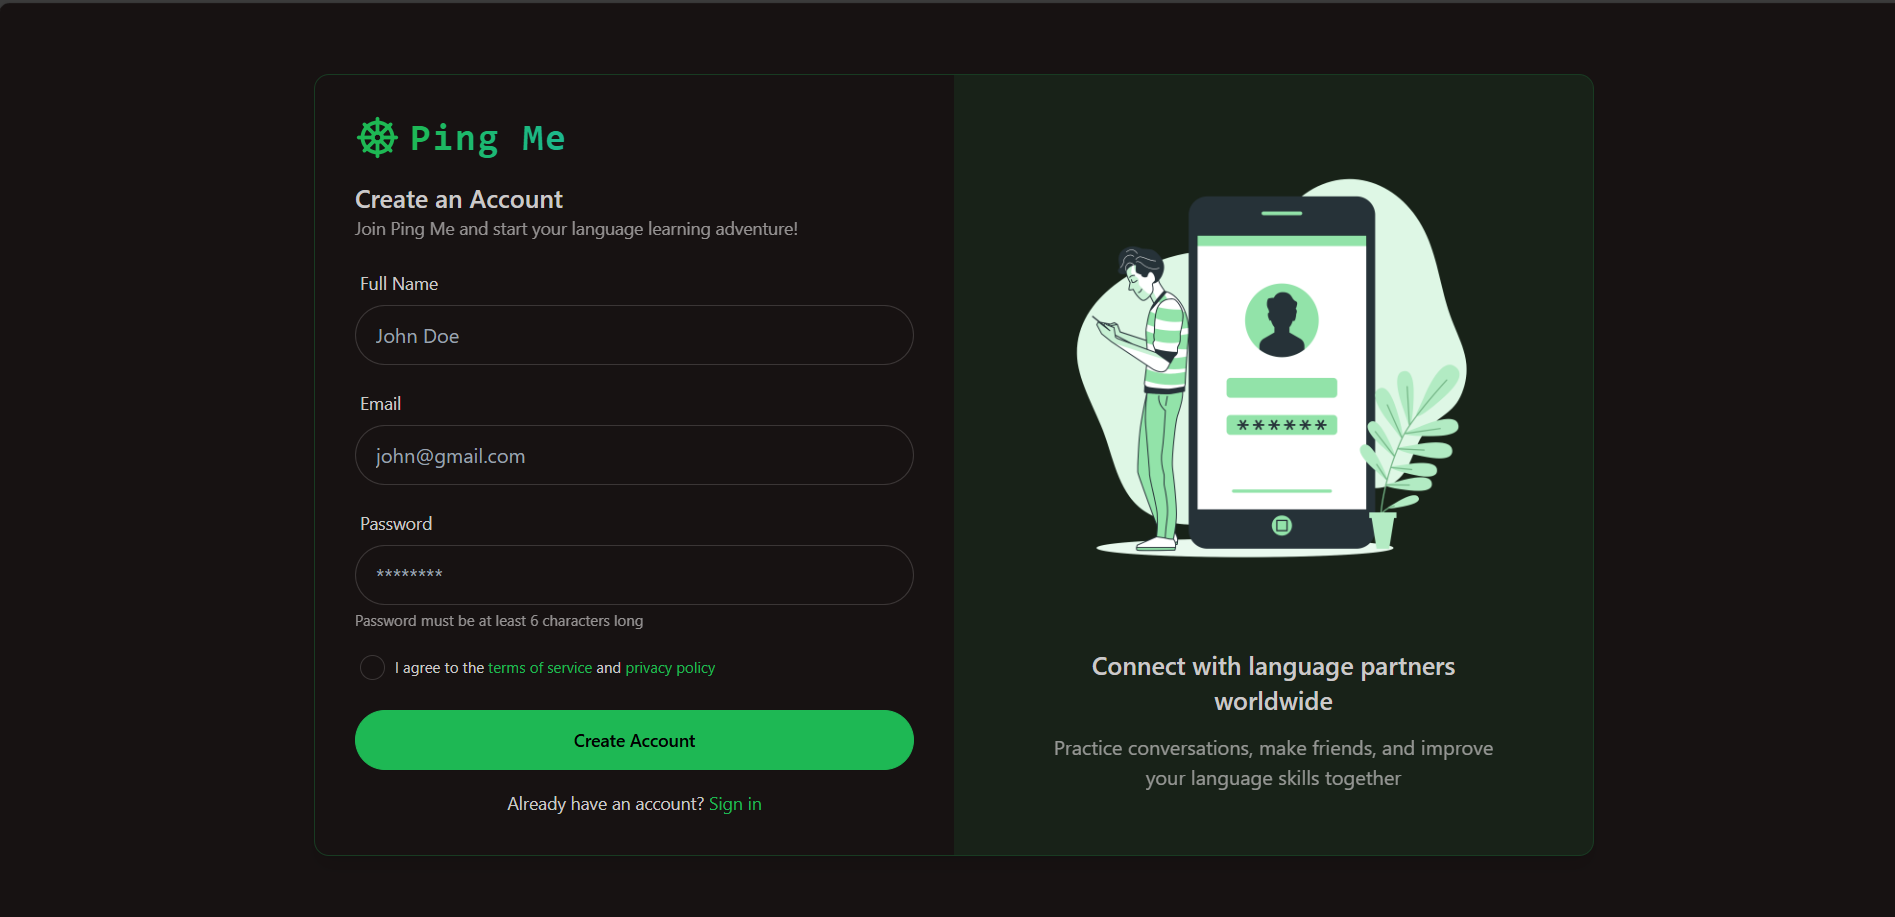 Ping Me
Create an Account
Join Ping Me and start your language learning adventure!
Full Name
John Doe
Email
john@gmail.com
Password
********
Password must be at least 6 characters long
I agree to the terms of service and privacy policy
Create Account
Already have an account? Sign in
******
Connect with language partners
worldwide
Practice conversations, make friends, and improve
your language skills together